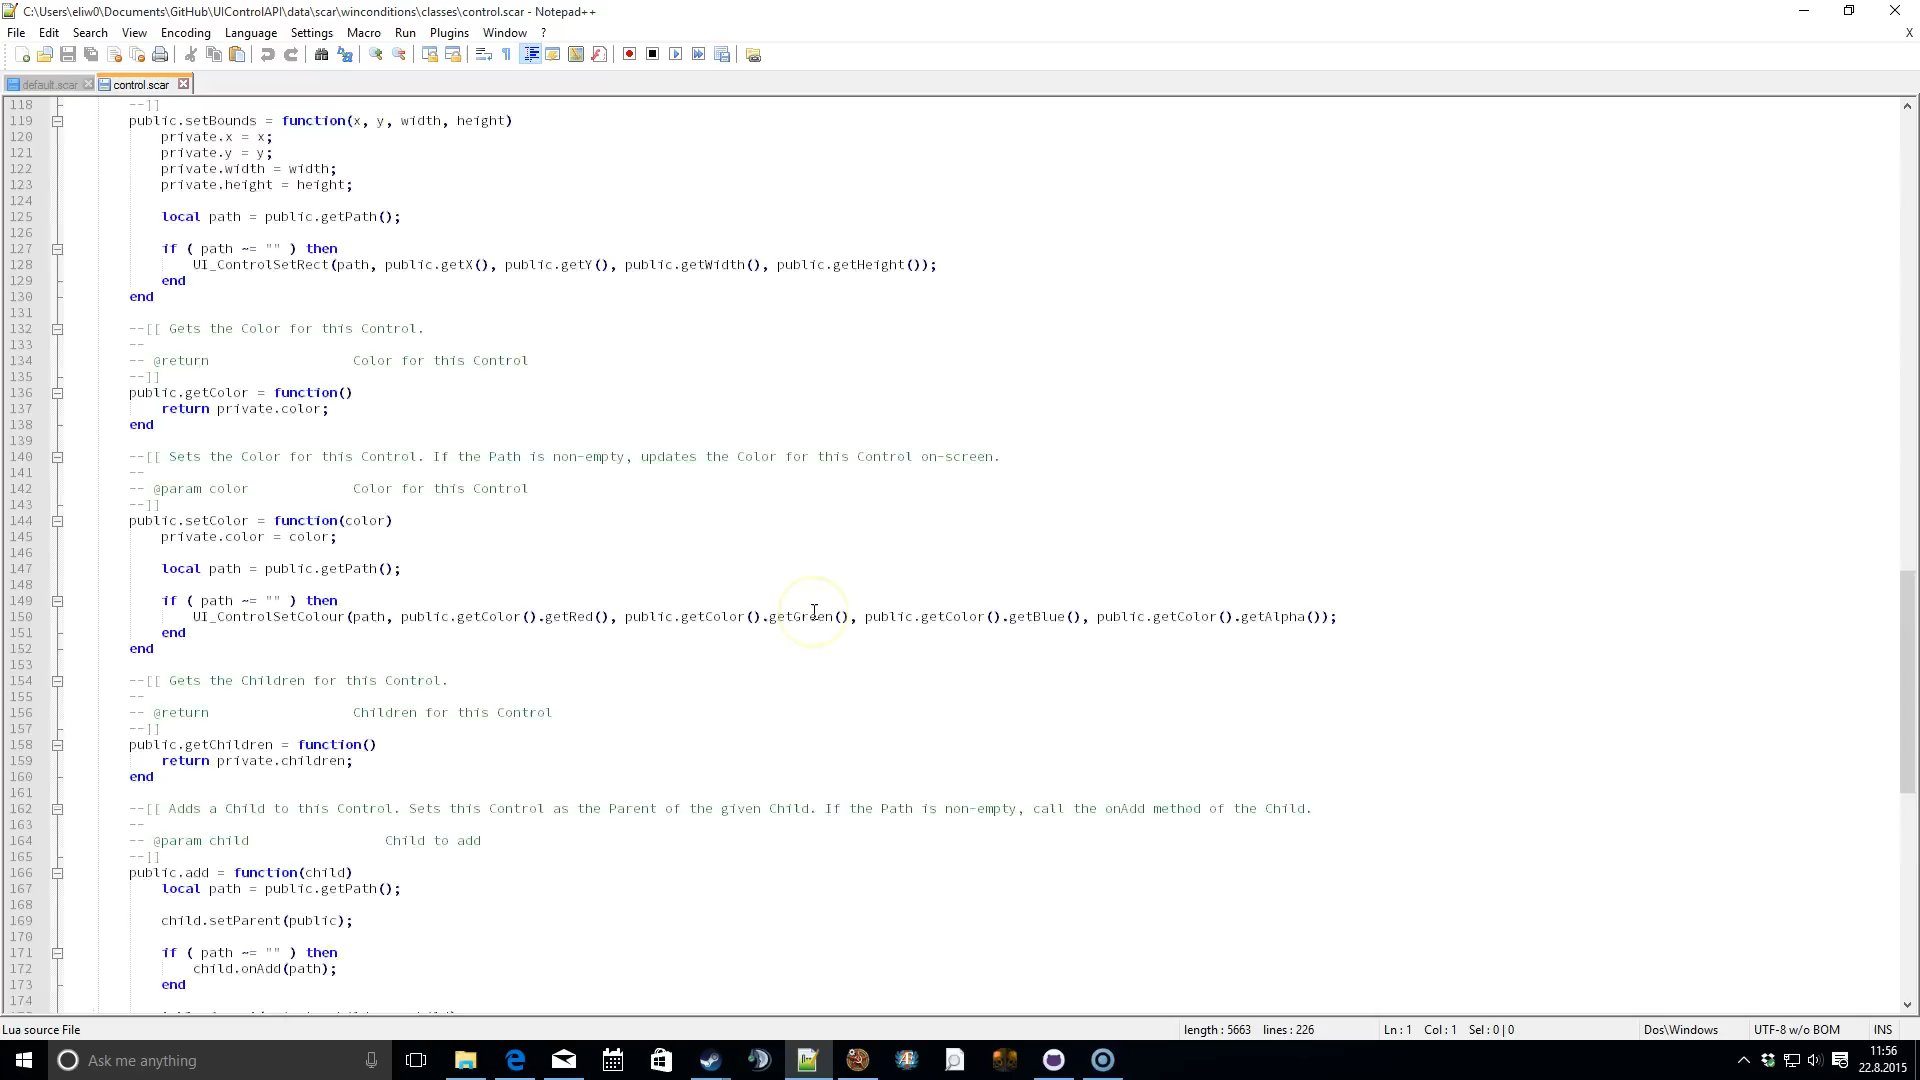 C:\Users\eliw0\Documents\GitHub\UIControlAPI\data\scar\winconditions\classes\control.scar - Notepad++
File Edit Search View Encoding Language Settings Macro Run Plugins Window ? X
default.scar control.scar
118 --]]
119 public.setBounds = function(x, y, width, height)
120 private.x = x;
121 private.y = y;
122 private.width = width;
123 private.height = height;
124
125 local path = public.getPath();
126
127 if ( path ~= "" ) then
128 UI_ControlSetRect(path, public.getX(), public.getY(), public.getWidth(), public.getHeight());
129 end
130 end
131
132 --[[ Gets the Color for this Control.
133 --
134 -- @return Color for this Control
135 --]]
136 public.getColor = function()
137 return private.color;
138 end
139
140 --[[ Sets the Color for this Control. If the Path is non-empty, updates the Color for this Control on-screen.
141 --
142 -- @param color Color for this Control
143 --]]
144 public.setColor = function(color)
145 private.color = color;
146
147 local path = public.getPath();
148
149 if ( path ~= "" ) then
150 UI_ControlSetColour(path, public.getColor().getRed(), public.getColor().getGreen(), public.getColor().getBlue(), public.getColor().getAlpha());
151 end
152 end
153
154 --[[ Gets the Children for this Control.
155 --
156 -- @return Children for this Control
157 --]]
158 public.getChildren = function()
159 return private.children;
160 end
161
162 --[[ Adds a Child to this Control. Sets this Control as the Parent of the given Child. If the Path is non-empty, call the onAdd method of the Child.
163 --
164 -- @param child Child to add
165 --]]
166 public.add = function(child)
167 local path = public.getPath();
168
169 child.setParent(public);
170
171 if ( path ~= "" ) then
172 child.onAdd(path);
173 end
174
Lua source File length : 5663 lines : 226 Ln : 1 Col : 1 Sel : 0 | 0 Dos\Windows UTF-8 w/o BOM INS
Ask me anything
11:56
22.8.2015